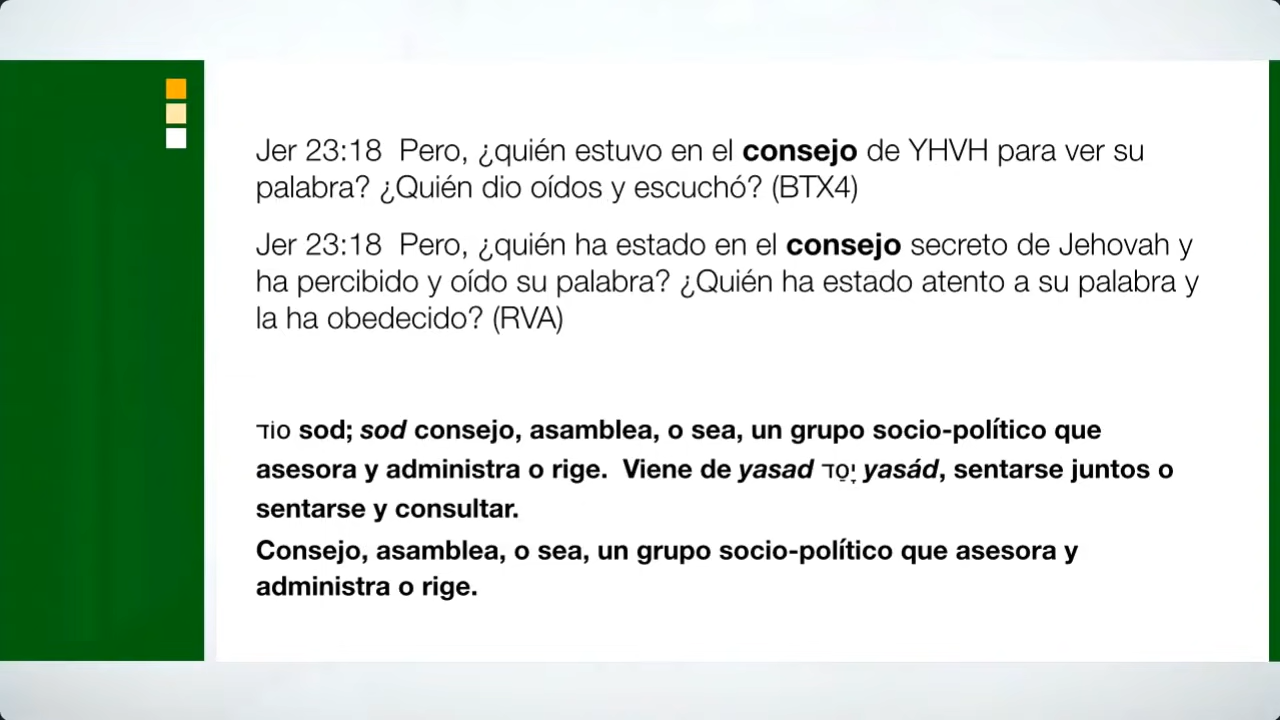 Jer 23:18  Pero, ¿quién estuvo en el consejo de YHVH para ver su
palabra? ¿Quién dio oídos y escuchó? (BTX4)
Jer 23:18  Pero, ¿quién ha estado en el consejo secreto de Jehovah y
ha percibido y oído su palabra? ¿Quién ha estado atento a su palabra y
la ha obedecido? (RVA)
סוֹד sod; sod consejo, asamblea, o sea, un grupo socio-político que
asesora y administra o rige.  Viene de yasad יָסַד yasád, sentarse juntos o
sentarse y consultar.
Consejo, asamblea, o sea, un grupo socio-político que asesora y
administra o rige.